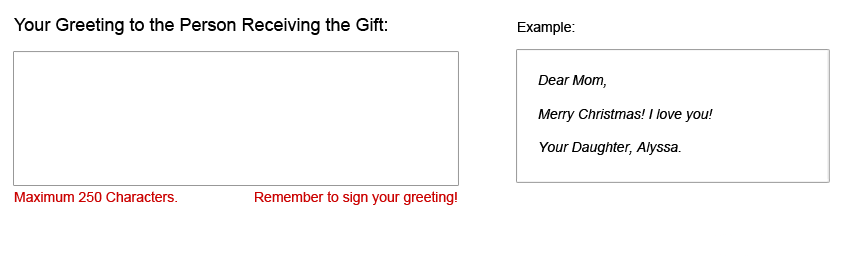 Your Greeting to the Person Receiving the Gift:
Maximum 250 Characters.
Remember to sign your greeting!
Example:
Dear Mom,
Merry Christmas! I love you!
Your Daughter, Alyssa.